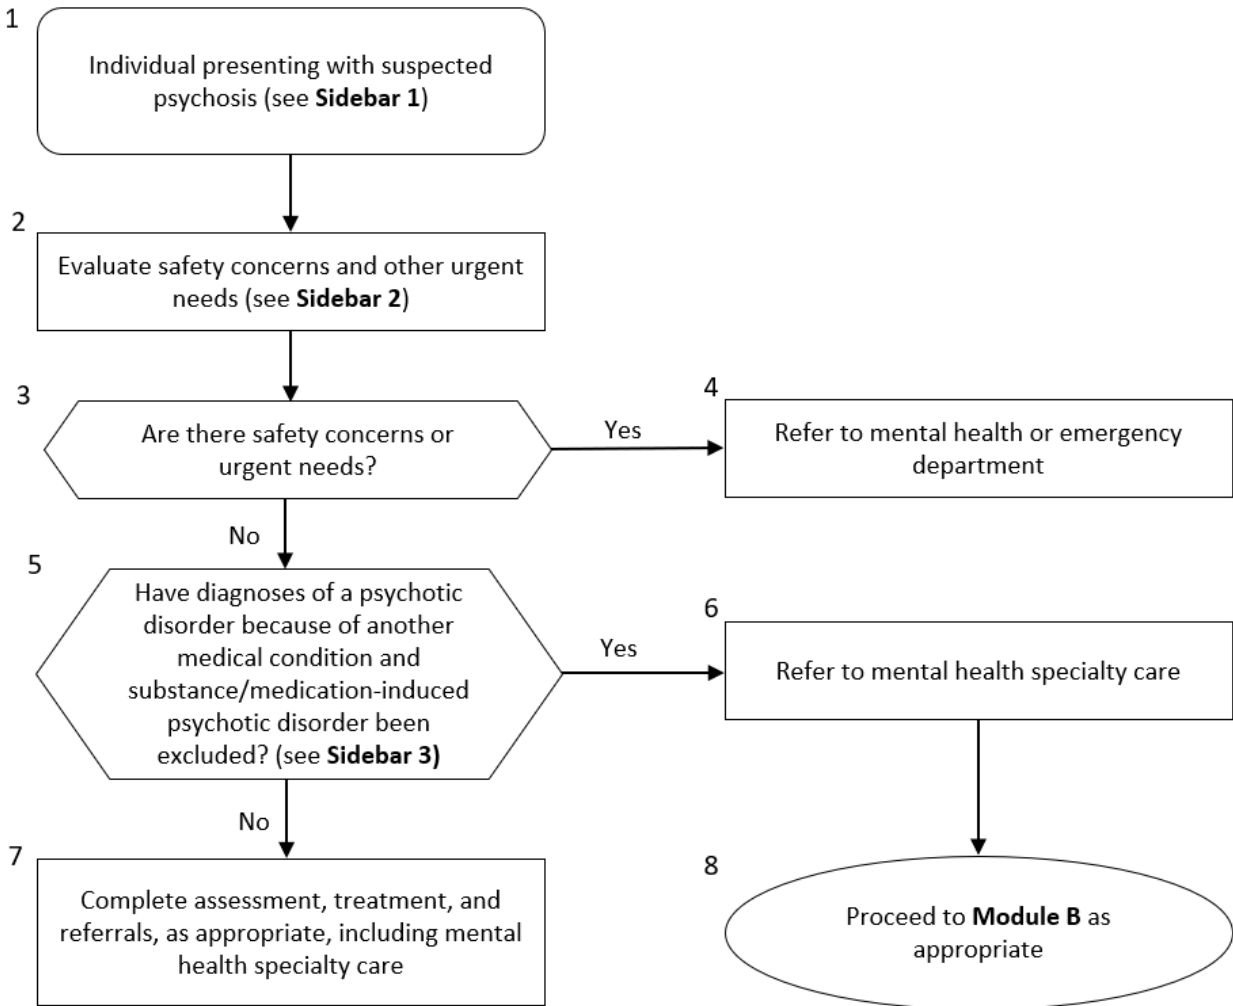 1
Individual presenting with suspected
psychosis (see Sidebar 1)
2
Evaluate safety concerns and other urgent
needs (see Sidebar 2)
3
Are there safety concerns or
urgent needs?
Yes
4
Refer to mental health or emergency
department
No
5
Have diagnoses of a psychotic
disorder because of another
medical condition and
substance/medication-induced
psychotic disorder been
excluded? (see Sidebar 3)
Yes
6
Refer to mental health specialty care
No
7
Complete assessment, treatment, and
referrals, as appropriate, including mental
health specialty care
8
Proceed to Module B as
appropriate